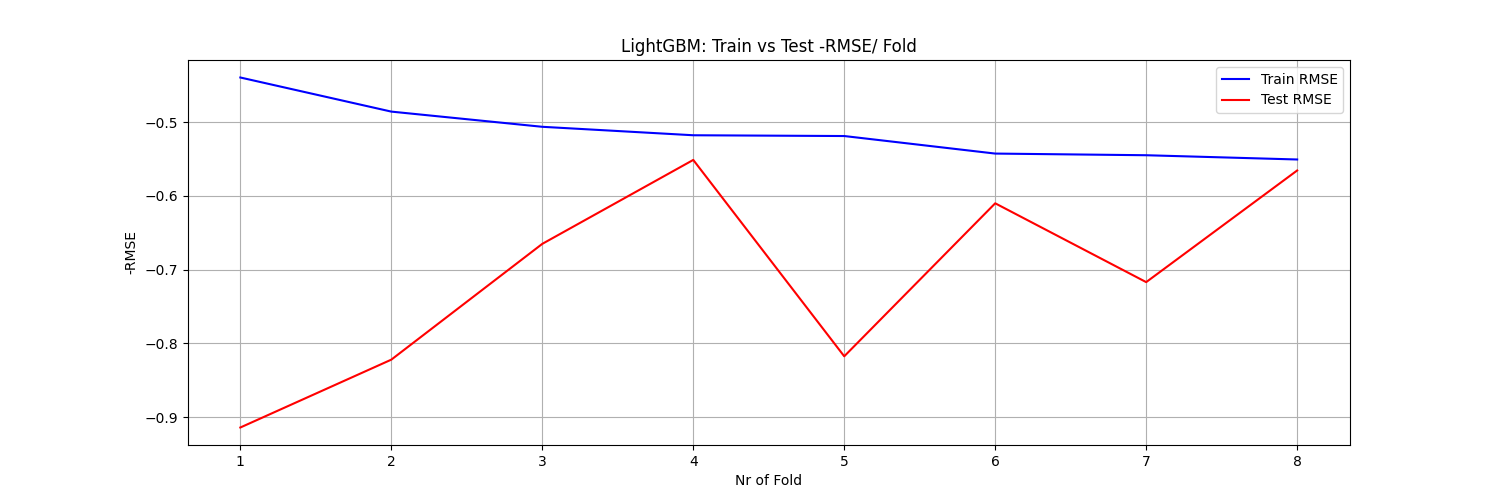 LightGBM: Train vs Test -RMSE/ Fold
Train RMSE
Test RMSE
−0.5
−0.6
−0.7
−0.8
−0.9
-RMSE
1 2 3 4 5 6 7 8
Nr of Fold